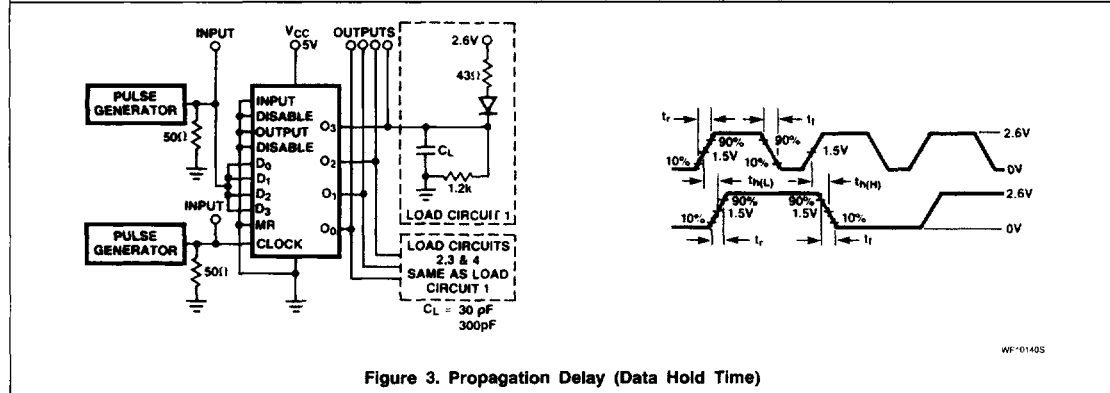 INPUT
VCC
5V
OUTPUTS
2.6V
43Ω
PULSE
GENERATOR
50Ω
INPUT
DISABLE
OUTPUT
DISABLE
D0
D1
D2
D3
MR
CLOCK
O3
O2
O1
O0
CL
1.2k
LOAD CIRCUIT 1
INPUT
PULSE
GENERATOR
50Ω
LOAD CIRCUITS
2,3 & 4
SAME AS LOAD
CIRCUIT 1
CL = 30 pF
300pF
tr
tf
90%
90%
1.5V
10%
10%
1.5V
2.6V
0V
th(L)
th(H)
90%
1.5V
90%
1.5V
10%
10%
2.6V
0V
tr
tf
WF10140S
Figure 3. Propagation Delay (Data Hold Time)